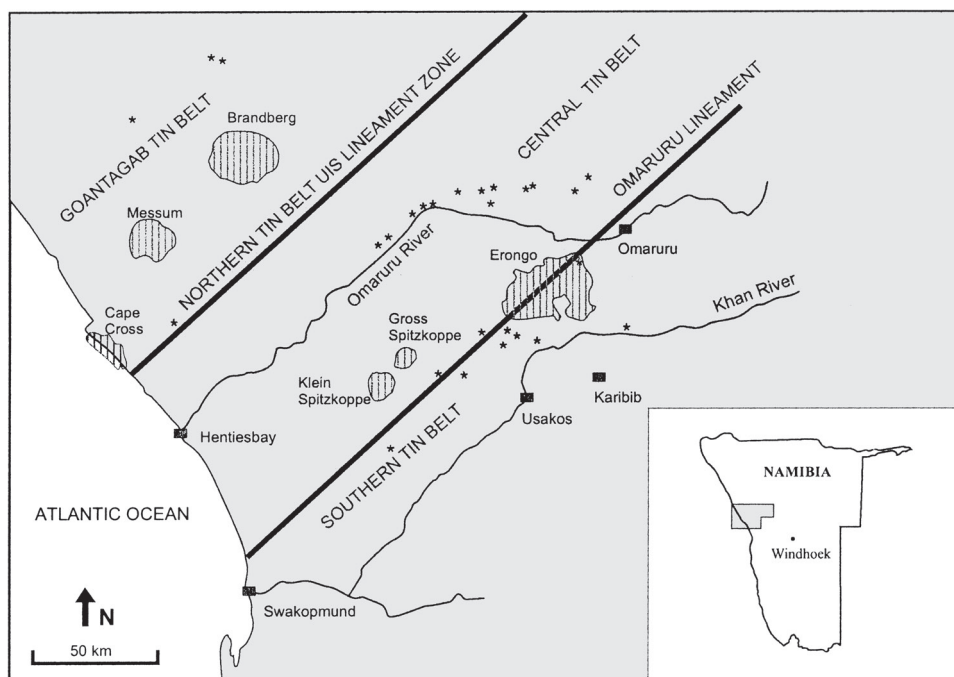 GOANTAGAB TIN BELT
Brandberg
Messum
Cape
Cross
NORTHERN TIN BELT UIS LINEAMENT ZONE
CENTRAL TIN BELT
OMARURU LINEAMENT
Omaruru River
Omaruru
Erongo
Khan River
Gross
Spitzkoppe
Klein
Spitzkoppe
Karibib
Usakos
Hentiesbay
SOUTHERN TIN BELT
ATLANTIC OCEAN
Swakopmund
N
50 km
NAMIBIA
Windhoek